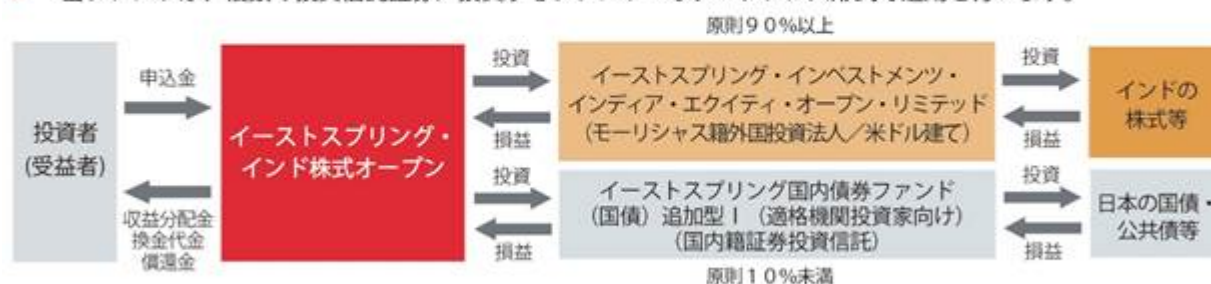 原則90%以上
投資者
(受益者)
申込金
収益分配金
換金代金
償還金
イーストスプリング・
インド株式オープン
投資
損益
投資
損益
イーストスプリング・インベストメンツ・
インディア・エクイティ・オープン・リミテッド
(モーリシャス籍外国投資法人/米ドル建て)
イーストスプリング国内債券ファンド
(国債)追加型Ⅰ(適格機関投資家向け)
(国内籍証券投資信託)
原則10%未満
投資
損益
投資
損益
インドの
株式等
日本の国債・
公共債等